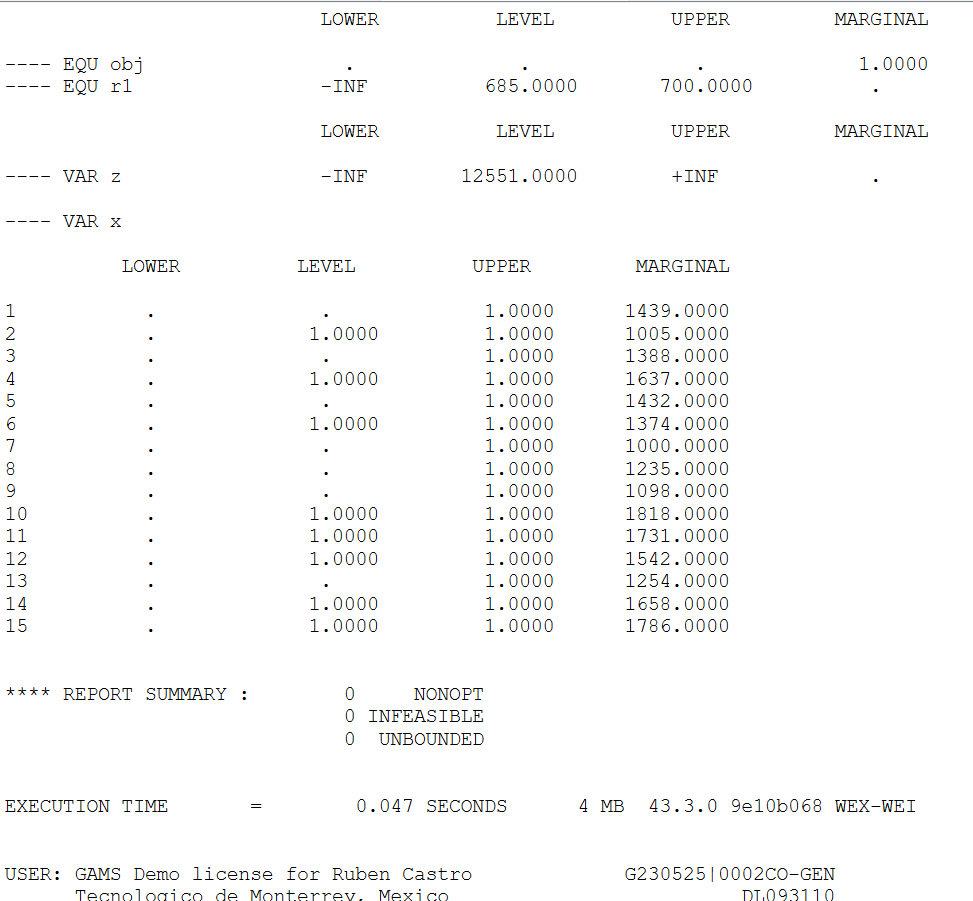 LOWER LEVEL UPPER MARGINAL
---- EQU obj . . . 1.0000
---- EQU r1 -INF 685.0000 700.0000 .
LOWER LEVEL UPPER MARGINAL
---- VAR z -INF 12551.0000 +INF .
---- VAR x
LOWER LEVEL UPPER MARGINAL
1 . . 1.0000 1439.0000
2 . 1.0000 1.0000 1005.0000
3 . . 1.0000 1388.0000
4 . 1.0000 1.0000 1637.0000
5 . . 1.0000 1432.0000
6 . 1.0000 1.0000 1374.0000
7 . . 1.0000 1000.0000
8 . . 1.0000 1235.0000
9 . . 1.0000 1098.0000
10 . 1.0000 1.0000 1818.0000
11 . 1.0000 1.0000 1731.0000
12 . 1.0000 1.0000 1542.0000
13 . . 1.0000 1254.0000
14 . 1.0000 1.0000 1658.0000
15 . 1.0000 1.0000 1786.0000
**** REPORT SUMMARY : 0 NONOPT
0 INFEASIBLE
0 UNBOUNDED
EXECUTION TIME = 0.047 SECONDS 4 MB 43.3.0 9e10b068 WEX-WEI
USER: GAMS Demo license for Ruben Castro G230525|0002CO-GEN
Tecnologico de Monterrey, Mexico DL093110